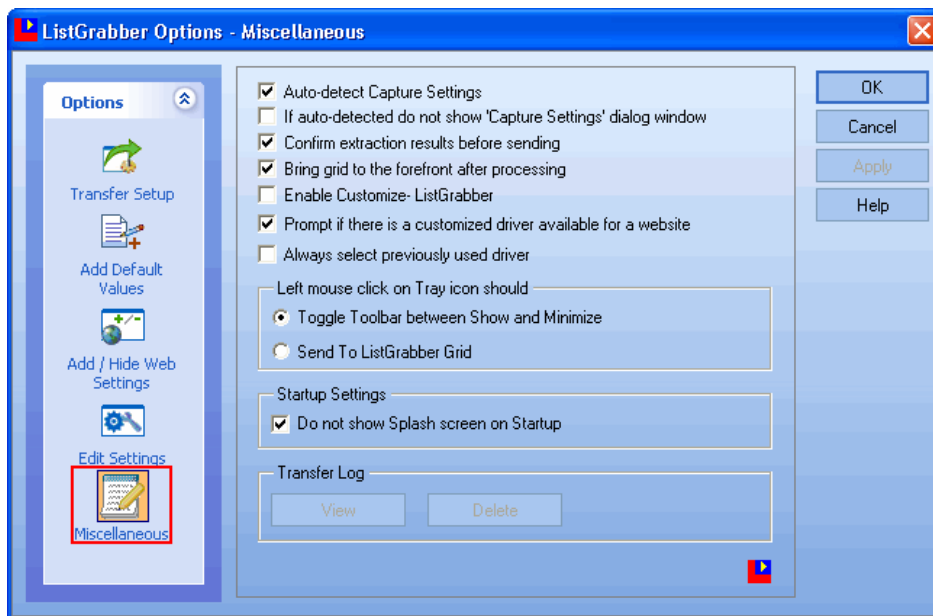 ListGrabber Options - Miscellaneous
Options
Transfer Setup
Add Default
Values
Add / Hide Web
Settings
Edit Settings
Miscellaneous
Auto-detect Capture Settings
If auto-detected do not show 'Capture Settings' dialog window
Confirm extraction results before sending
Bring grid to the forefront after processing
Enable Customize- ListGrabber
Prompt if there is a customized driver available for a website
Always select previously used driver
Left mouse click on Tray icon should
Toggle Toolbar between Show and Minimize
Send To ListGrabber Grid
Startup Settings
Do not show Splash screen on Startup
Transfer Log
View Delete
OK
Cancel
Apply
Help